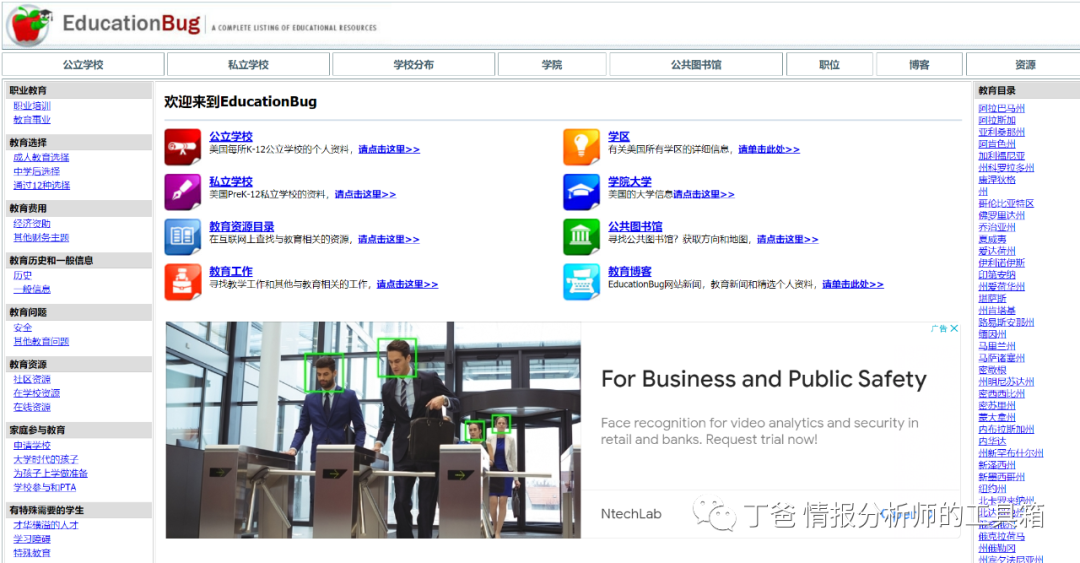 EducationBug
A COMPLETE LISTING OF EDUCATIONAL RESOURCES
公立学校
私立学校
学校分布
学院
公共图书馆
职位
博客
资源
职业教育
职业培训
教育事业
教育选择
成人教育选择
中学后选择
通过12种选择
教育费用
经济资助
其他财务主题
教育历史和一般信息
历史
一般信息
教育问题
安全
其他教育问题
教育资源
社区资源
在学校资源
在线资源
家庭参与教育
申请学校
大学时代的孩子
为孩子上学做准备
学校参与和PTA
有特殊需要的学生
才华横溢的人才
学习障碍
特殊教育
欢迎来到EducationBug
公立学校
美国每所K-12公立学校的个人资料，请点击这里>>
学区
有关美国所有学区的详细信息，请单击此处>>
私立学校
美国PreK-12私立学校的资料，请点击这里>>
学院大学
美国的大学信息请点击这里>>
教育资源目录
在互联网上查找与教育相关的资源，请点击这里>>
公共图书馆
寻找公共图书馆？获取方向和地图，请点击这里>>
教育工作
寻找教学工作和其他与教育相关的工作，请点击这里>>
教育博客
EducationBug网站新闻，教育新闻和精选个人资料，请单击此处>>
广告
For Business and Public Safety
Face recognition for video analytics and security in
retail and banks. Request trial now!
NtechLab
教育目录
阿拉巴马州
阿拉斯加
亚利桑那州
阿肯色州
加利福尼亚
州科罗拉多州
康涅狄格
州
哥伦比亚特区
佛罗里达州
乔治亚州
夏威夷
爱达荷州
伊利诺伊斯
印第安纳
州爱荷华州
堪萨斯
州肯塔基
路易斯安那州
缅因州
马里兰州
马萨诸塞州
密歇根
州明尼苏达州
密西西比州
密苏里州
蒙大拿州
内布拉斯加州
内华达
州新罕布什尔州
新泽西州
新墨西哥州
纽约州
北卡罗来纳州
俄克拉荷马
州俄勒冈
州宾夕法尼亚州
丁爸 情报分析师的工具箱